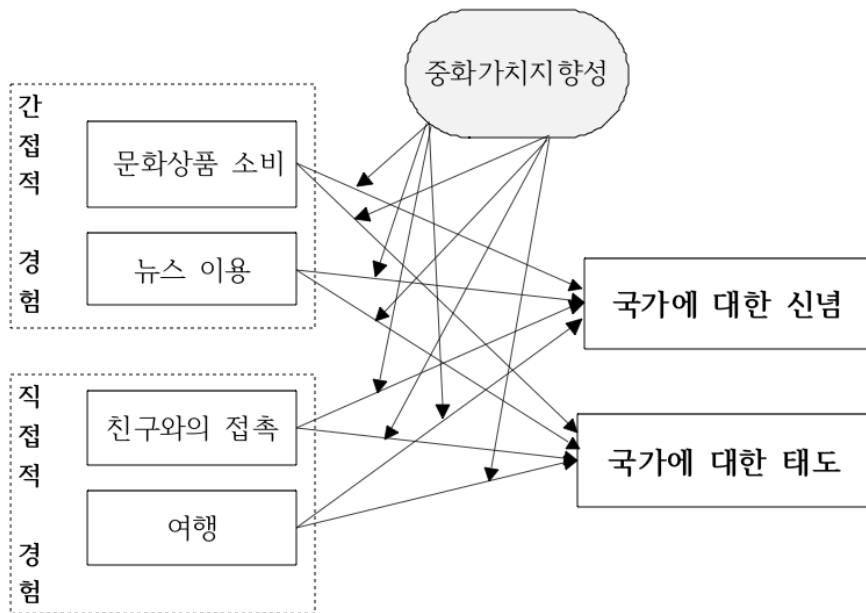 중화가치지향성
간접적 경험
문화상품 소비
뉴스 이용
국가에 대한 신념
직접적 경험
친구와의 접촉
여행
국가에 대한 태도